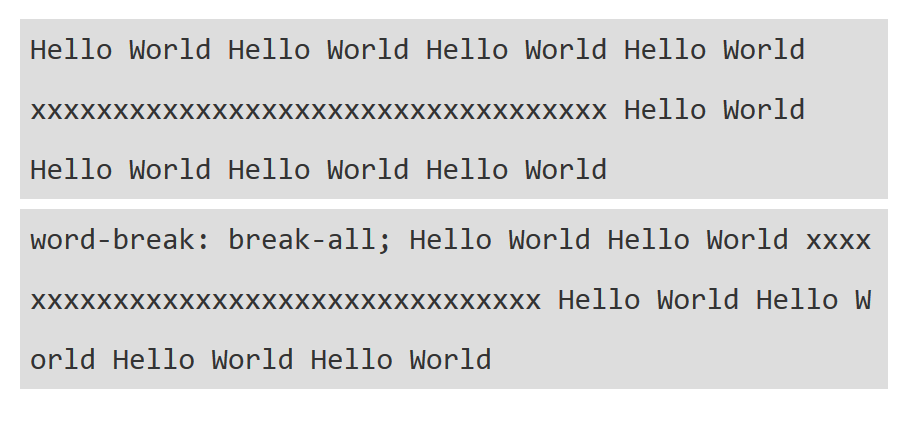 Hello World Hello World Hello World Hello World
xxxxxxxxxxxxxxxxxxxxxxxxxxxxxxxxxxx Hello World
Hello World Hello World Hello World
word-break: break-all; Hello World Hello World xxxx
xxxxxxxxxxxxxxxxxxxxxxxxxxxxxxx Hello World Hello W
orld Hello World Hello World